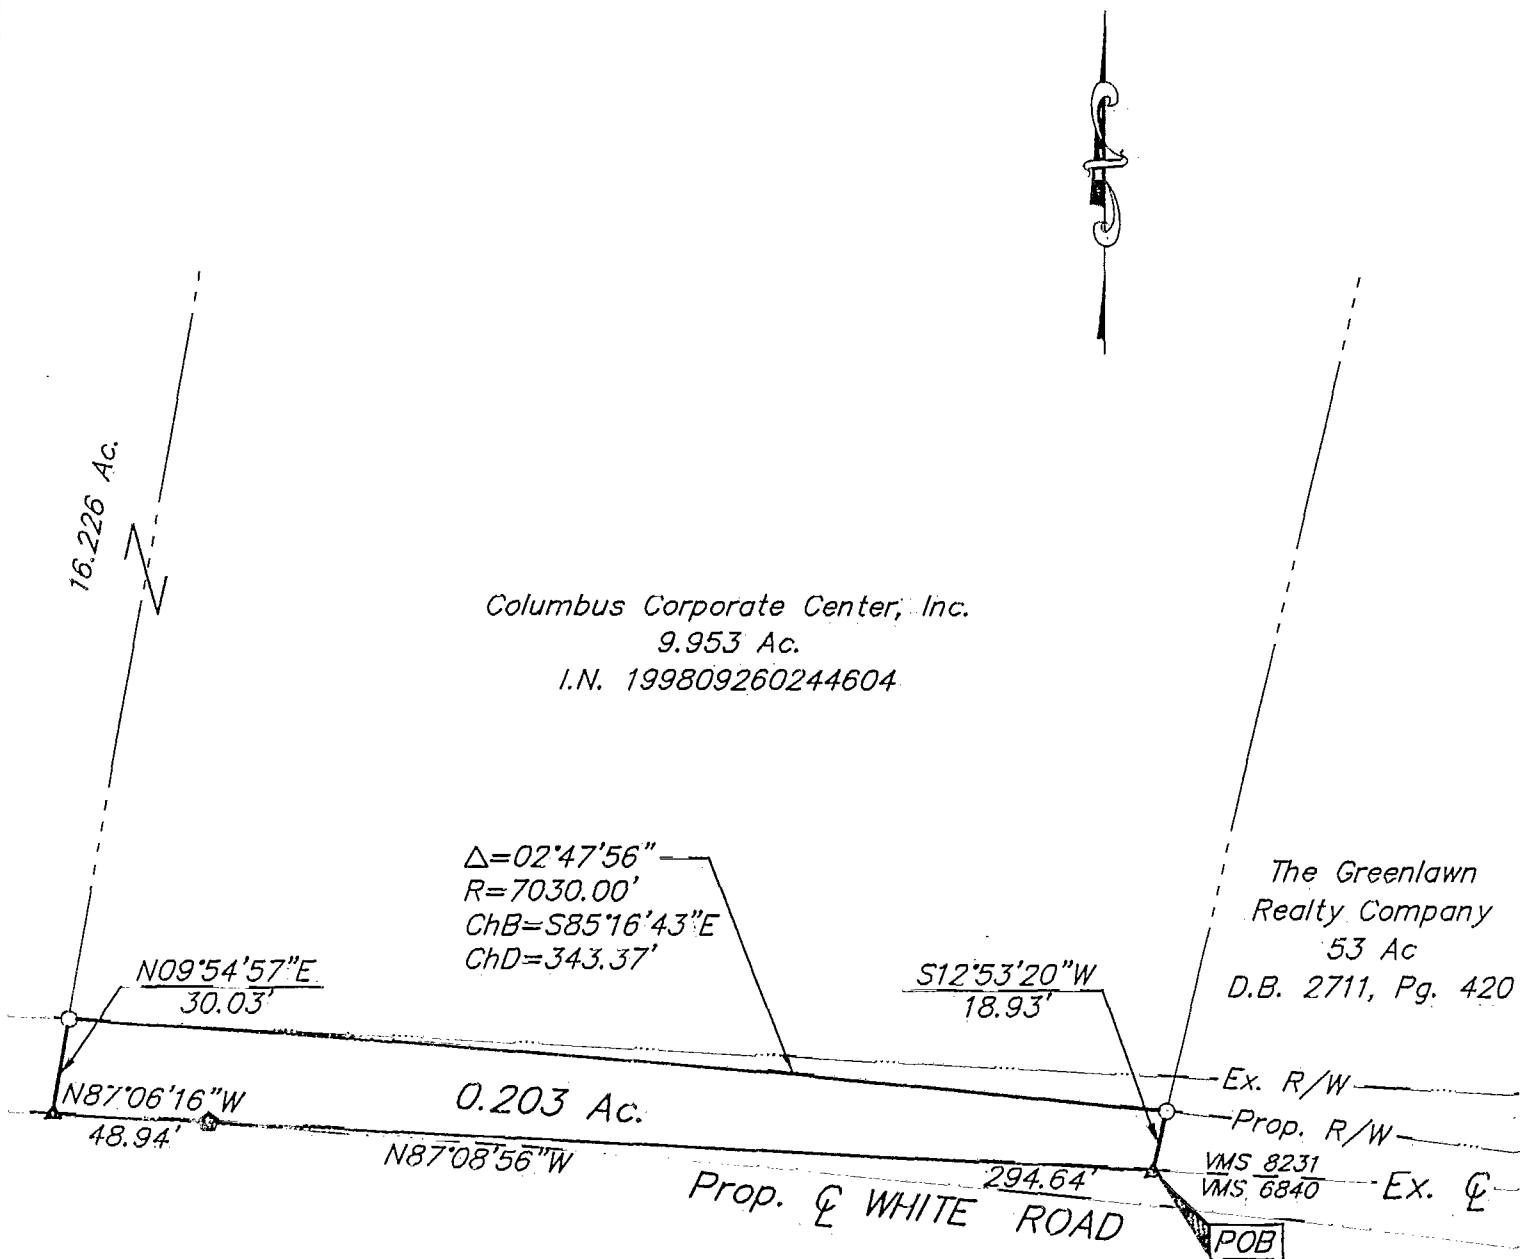 16.226 Ac.
Columbus Corporate Center, Inc.
9.953 Ac.
I.N. 199809260244604
△=02°47'56"
R=7030.00'
ChB=S85°16'43"E
ChD=343.37'
The Greenlawn
Realty Company
53 Ac
D.B. 2711, Pg. 420
N09°54'57"E
30.03'
S12°53'20"W
18.93'
Ex. R/W
Prop. R/W
N87°06'16"W
48.94'
0.203 Ac.
N87°08'56"W
294.64'
VMS 8231
VMS 6840
Ex. ℄
Prop. ℄ WHITE ROAD
POB